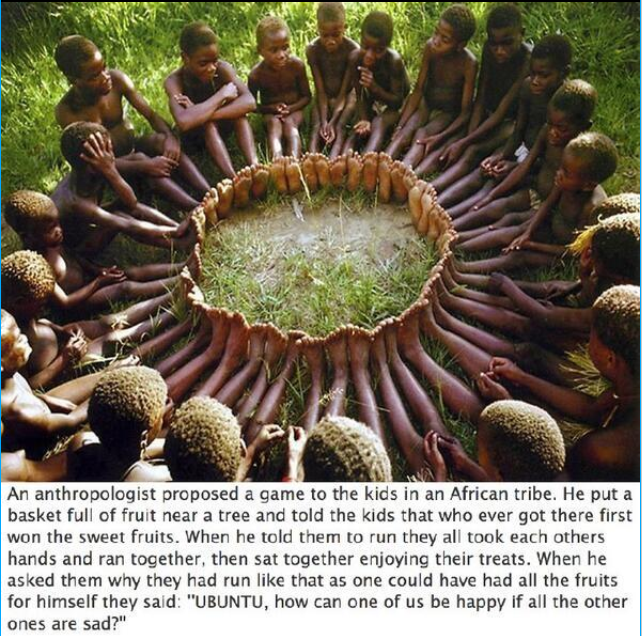 An anthropologist proposed a game to the kids in an African tribe. He put a
basket full of fruit near a tree and told the kids that who ever got there first
won the sweet fruits. When he told them to run they all took each others
hands and ran together, then sat together enjoying their treats. When he
asked them why they had run like that as one could have had all the fruits
for himself they said: "UBUNTU, how can one of us be happy if all the other
ones are sad?"